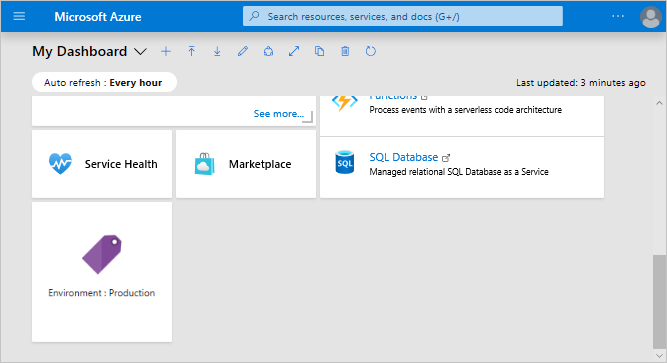 Microsoft Azure
Search resources, services, and docs (G+/)
My Dashboard
Auto refresh : Every hour
Last updated: 3 minutes ago
Functions
Process events with a serverless code architecture
See more...
Service Health
Marketplace
SQL Database
Managed relational SQL Database as a Service
Environment : Production